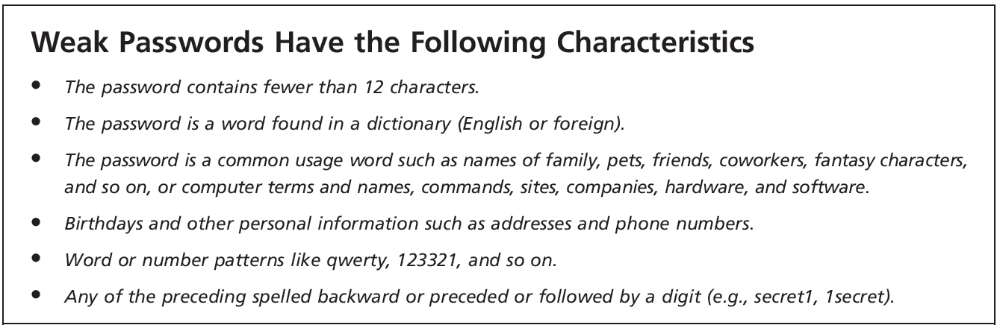 Weak Passwords Have the Following Characteristics
• The password contains fewer than 12 characters.
• The password is a word found in a dictionary (English or foreign).
• The password is a common usage word such as names of family, pets, friends, coworkers, fantasy characters,
and so on, or computer terms and names, commands, sites, companies, hardware, and software.
• Birthdays and other personal information such as addresses and phone numbers.
• Word or number patterns like qwerty, 123321, and so on.
• Any of the preceding spelled backward or preceded or followed by a digit (e.g., secret1, 1secret).